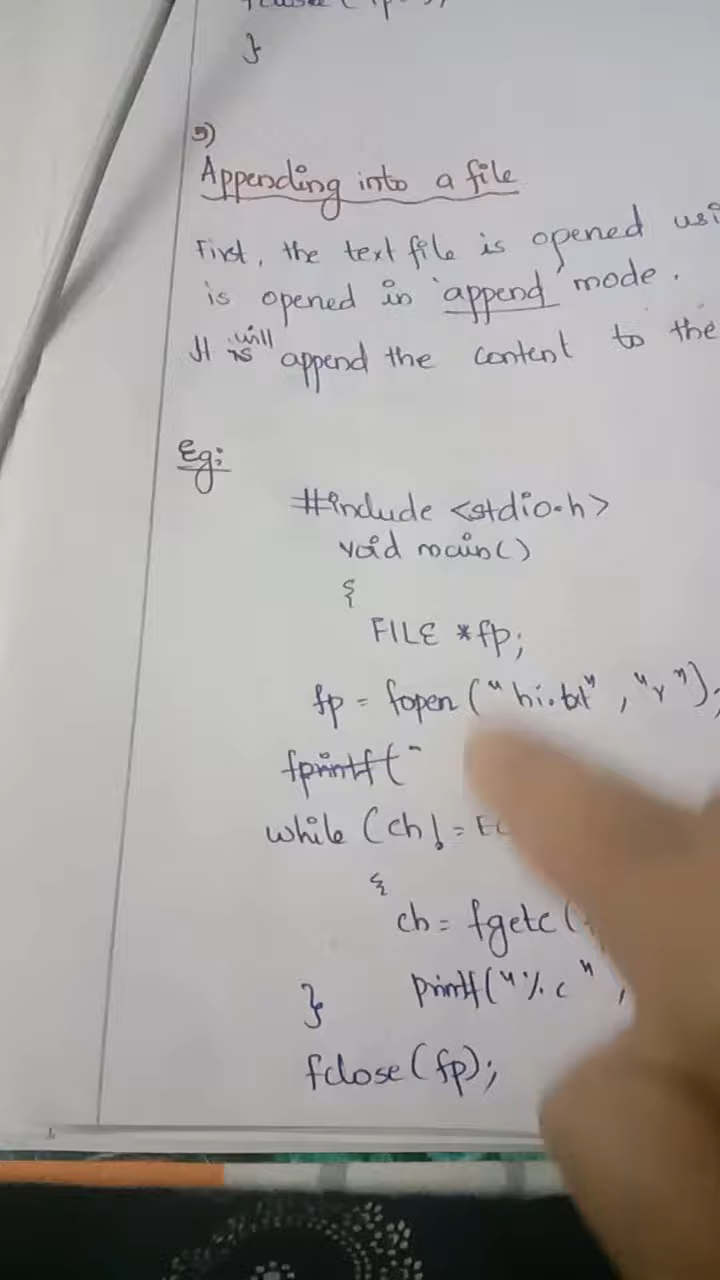 }
5)
Appending into a file
First, the text file is opened usi
is opened in 'append' mode.
It is will append the content to the
Eg:
#include <stdio.h>
void main()
{
FILE *fp;
fp = fopen ("hi.txt", "r");
fprintf("
while (ch! = E
{
ch = fgetc (
printf("%c",
}
fclose (fp);